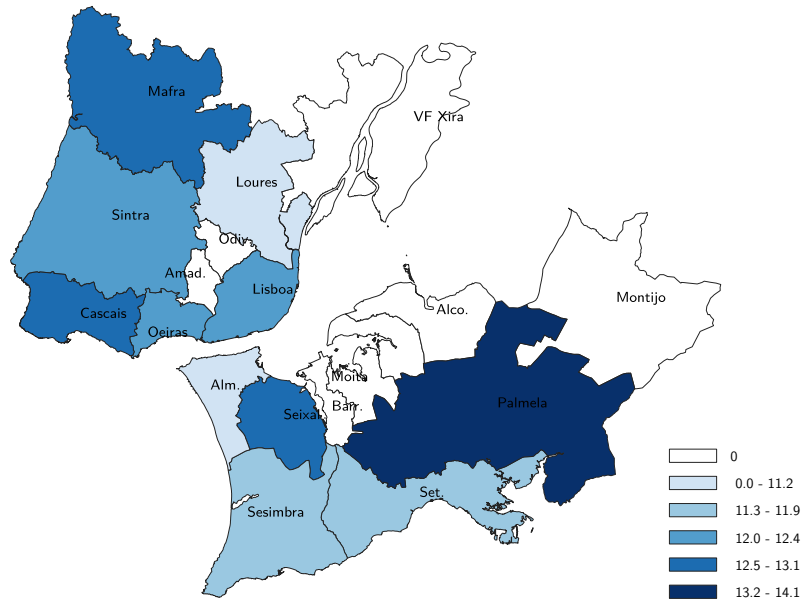 Mafra
VF Xira
Loures
Sintra
Odiv.
Amad.
Lisboa
Montijo
Cascais
Alco.
Oeiras
Moita
Alm.
Palmela
Barr.
Seixal
Set.
Sesimbra
0
0.0 - 11.2
11.3 - 11.9
12.0 - 12.4
12.5 - 13.1
13.2 - 14.1